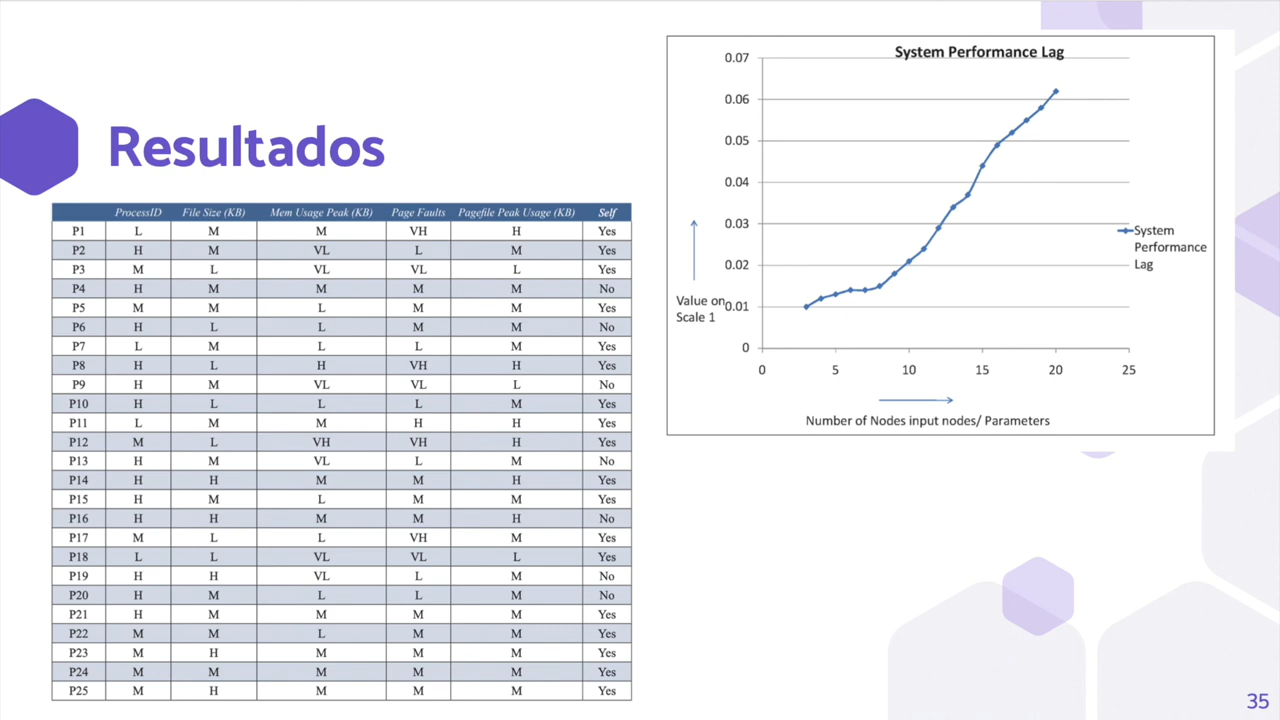 Resultados
ProcessID File Size (KB) Mem Usage Peak (KB) Page Faults Pagefile Peak Usage (KB) Self
P1 L M M VH H Yes
P2 H M VL L M Yes
P3 M L VL VL L Yes
P4 H M M M M No
P5 M M L M M Yes
P6 H L L M M No
P7 L M L L M Yes
P8 H L H VH H Yes
P9 H M VL VL L No
P10 H L L L M Yes
P11 L M M H H Yes
P12 M L VH VH H Yes
P13 H M VL L M No
P14 H H M M H Yes
P15 H M L M M Yes
P16 H H M M H No
P17 M L L VH M Yes
P18 L L VL VL L Yes
P19 H H VL L M No
P20 H M L L M No
P21 H M M M M Yes
P22 M M L M M Yes
P23 M H M M M Yes
P24 M M M M M Yes
P25 M H M M M Yes
System Performance Lag
0.07
0.06
0.05
0.04
0.03
0.02
0.01
0
Value on
Scale 1
0 5 10 15 20 25
Number of Nodes input nodes/ Parameters
System
Performance
Lag
35